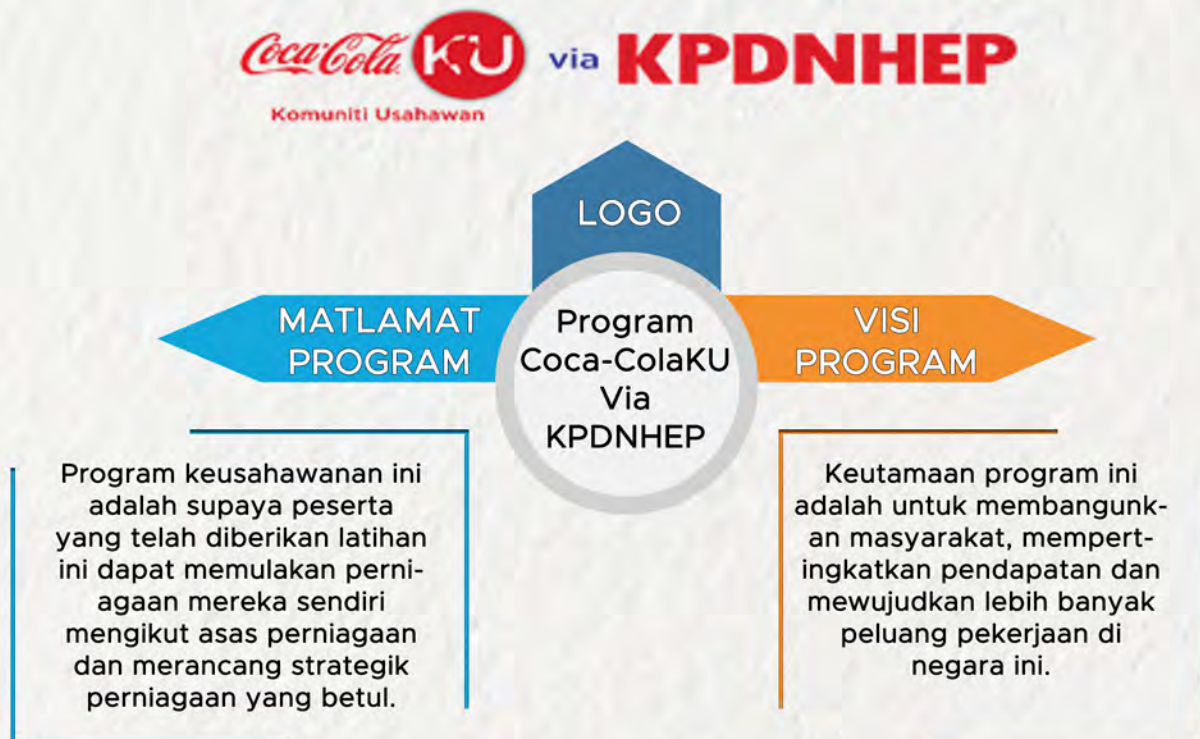 Coca-Cola KU via KPDNHEP
Komuniti Usahawan
LOGO
MATLAMAT
PROGRAM
Program
Coca-ColaKU
Via
KPDNHEP
VISI
PROGRAM
Program keusahawanan ini
adalah supaya peserta
yang telah diberikan latihan
ini dapat memulakan perni-
agaan mereka sendiri
mengikut asas perniagaan
dan merancang strategik
perniagaan yang betul.
Keutamaan program ini
adalah untuk membangunk-
an masyarakat, mempert-
ingkatkan pendapatan dan
mewujudkan lebih banyak
peluang pekerjaan di
negara ini.